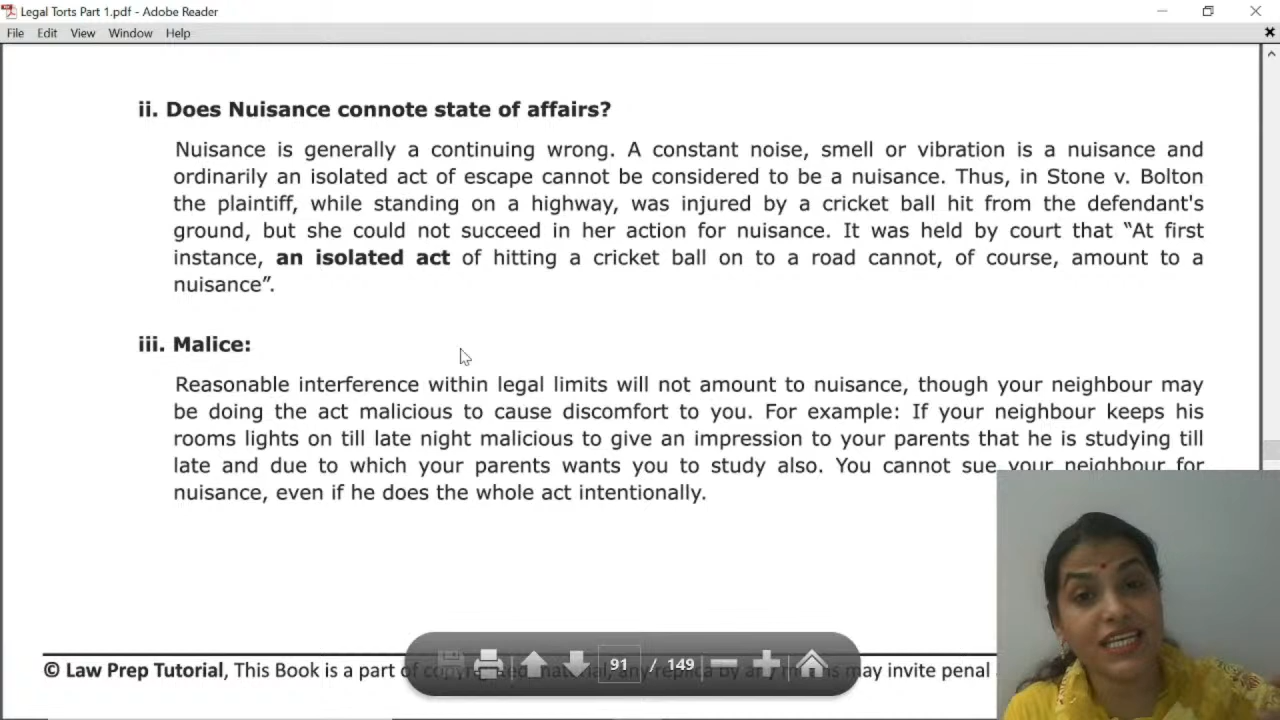 Legal Torts Part 1.pdf - Adobe Reader
File Edit View Window Help
ii. Does Nuisance connote state of affairs?
Nuisance is generally a continuing wrong. A constant noise, smell or vibration is a nuisance and
ordinarily an isolated act of escape cannot be considered to be a nuisance. Thus, in Stone v. Bolton
the plaintiff, while standing on a highway, was injured by a cricket ball hit from the defendant's
ground, but she could not succeed in her action for nuisance. It was held by court that “At first
instance, an isolated act of hitting a cricket ball on to a road cannot, of course, amount to a
nuisance”.
iii. Malice:
Reasonable interference within legal limits will not amount to nuisance, though your neighbour may
be doing the act malicious to cause discomfort to you. For example: If your neighbour keeps his
rooms lights on till late night malicious to give an impression to your parents that he is studying till
late and due to which your parents wants you to study also. You cannot sue your neighbour for
nuisance, even if he does the whole act intentionally.
91 / 149
© Law Prep Tutorial, This Book is a part of copyrighted material, any replica by any means may invite penal